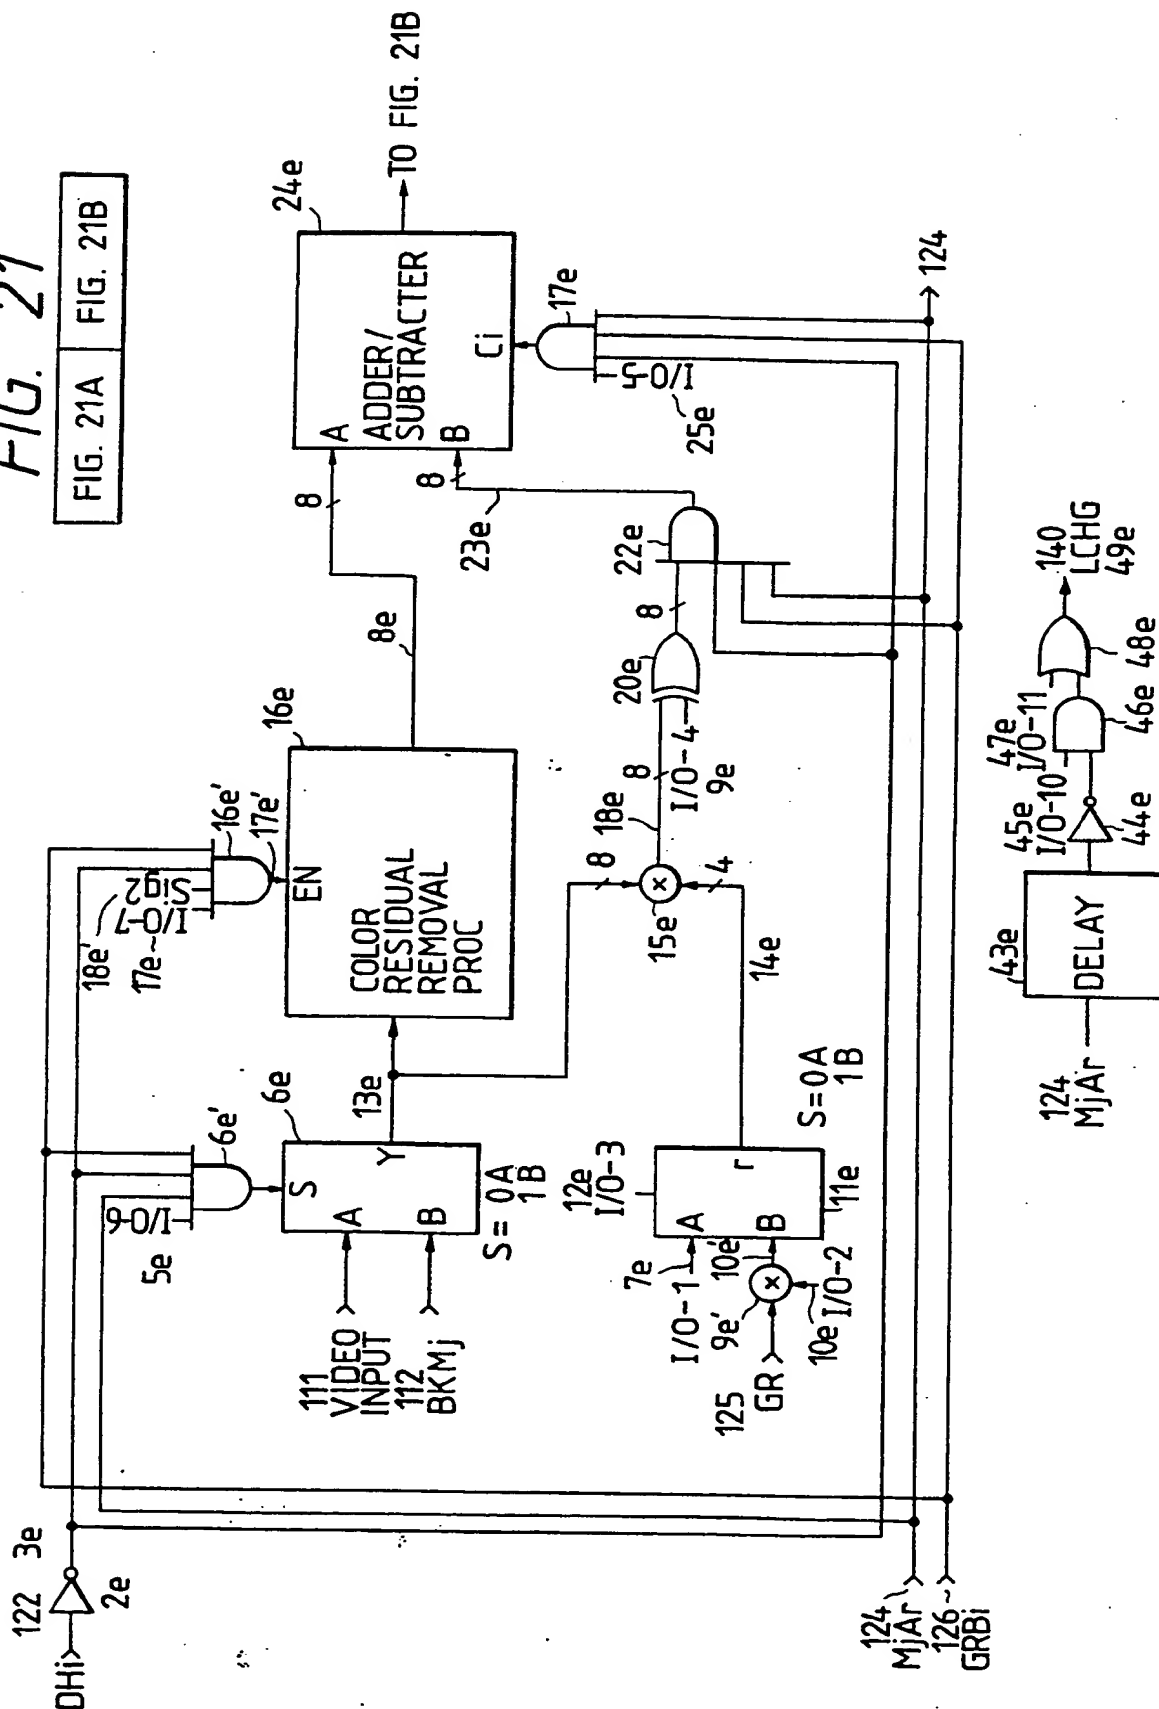 FIG. 21
FIG. 21A
FIG. 21B
122
3e
DHi
2e
18e'
17e
I/O-7
Sig2
16e'
17e'
16e
EN
COLOR
RESIDUAL
REMOVAL
PROC
8e
8
24e
A
ADDER/
SUBTRACTER
B
Ci
TO FIG. 21B
8
23e
17e
I/O-5
25e
124
5e
I/O-6
6e'
6e
S
A
B
Y
S= 0A
1B
13e
111
VIDEO
INPUT
112
BKMj
8
15e
×
4
14e
18e
8
I/O-4
9e
20e
8
22e
12e
I/O-3
A
B
r
11e
S=0A
1B
7e
I/O-1
10e'
9e'
×
10e
I/O-2
125
GR
124
MjAr
126
GRBi
124
MjAr
43e
DELAY
44e
45e
I/O-10
46e
47e
I/O-11
48e
140
LCHG
49e